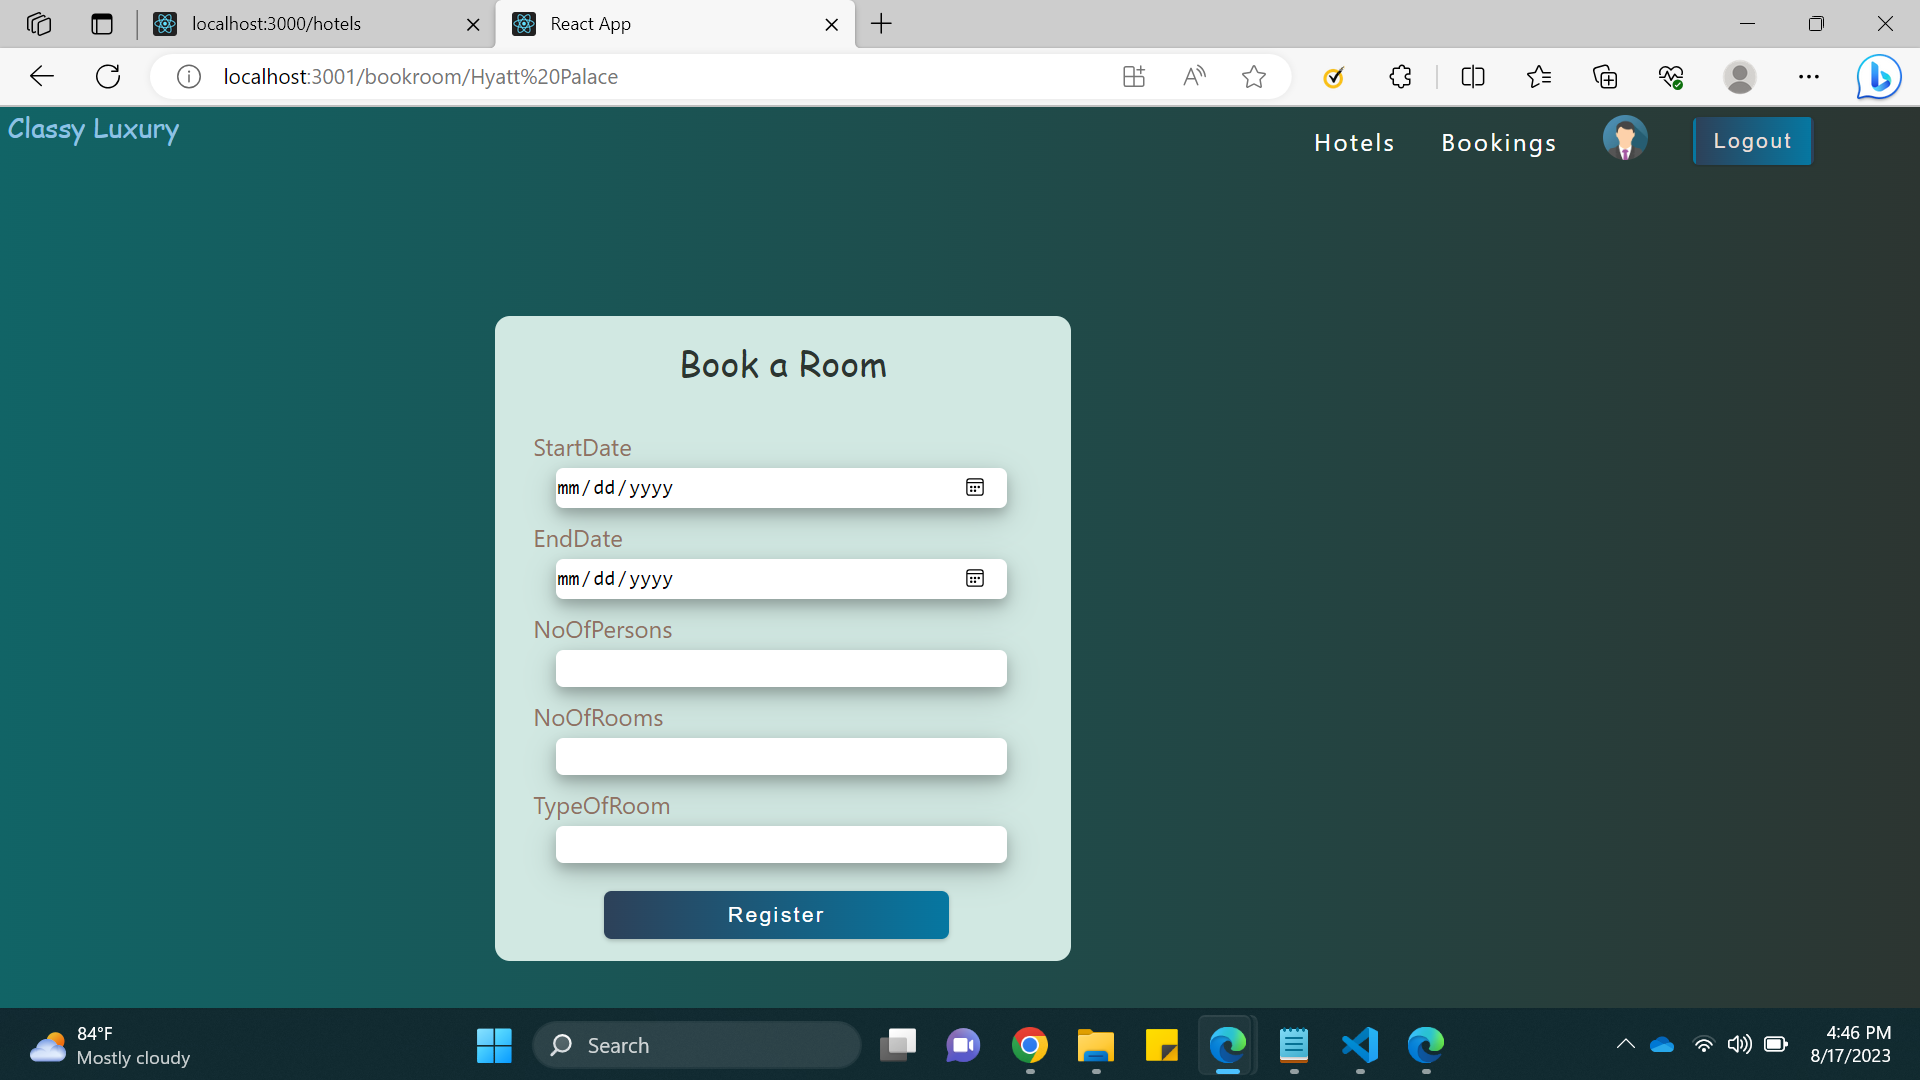 localhost:3000/hotels
React App
localhost:3001/bookroom/Hyatt%20Palace
Classy Luxury
Hotels
Bookings
Logout
Book a Room
StartDate
mm/dd/yyyy
EndDate
mm/dd/yyyy
NoOfPersons
NoOfRooms
TypeOfRoom
Register
84°F
Mostly cloudy
Search
4:46 PM
8/17/2023